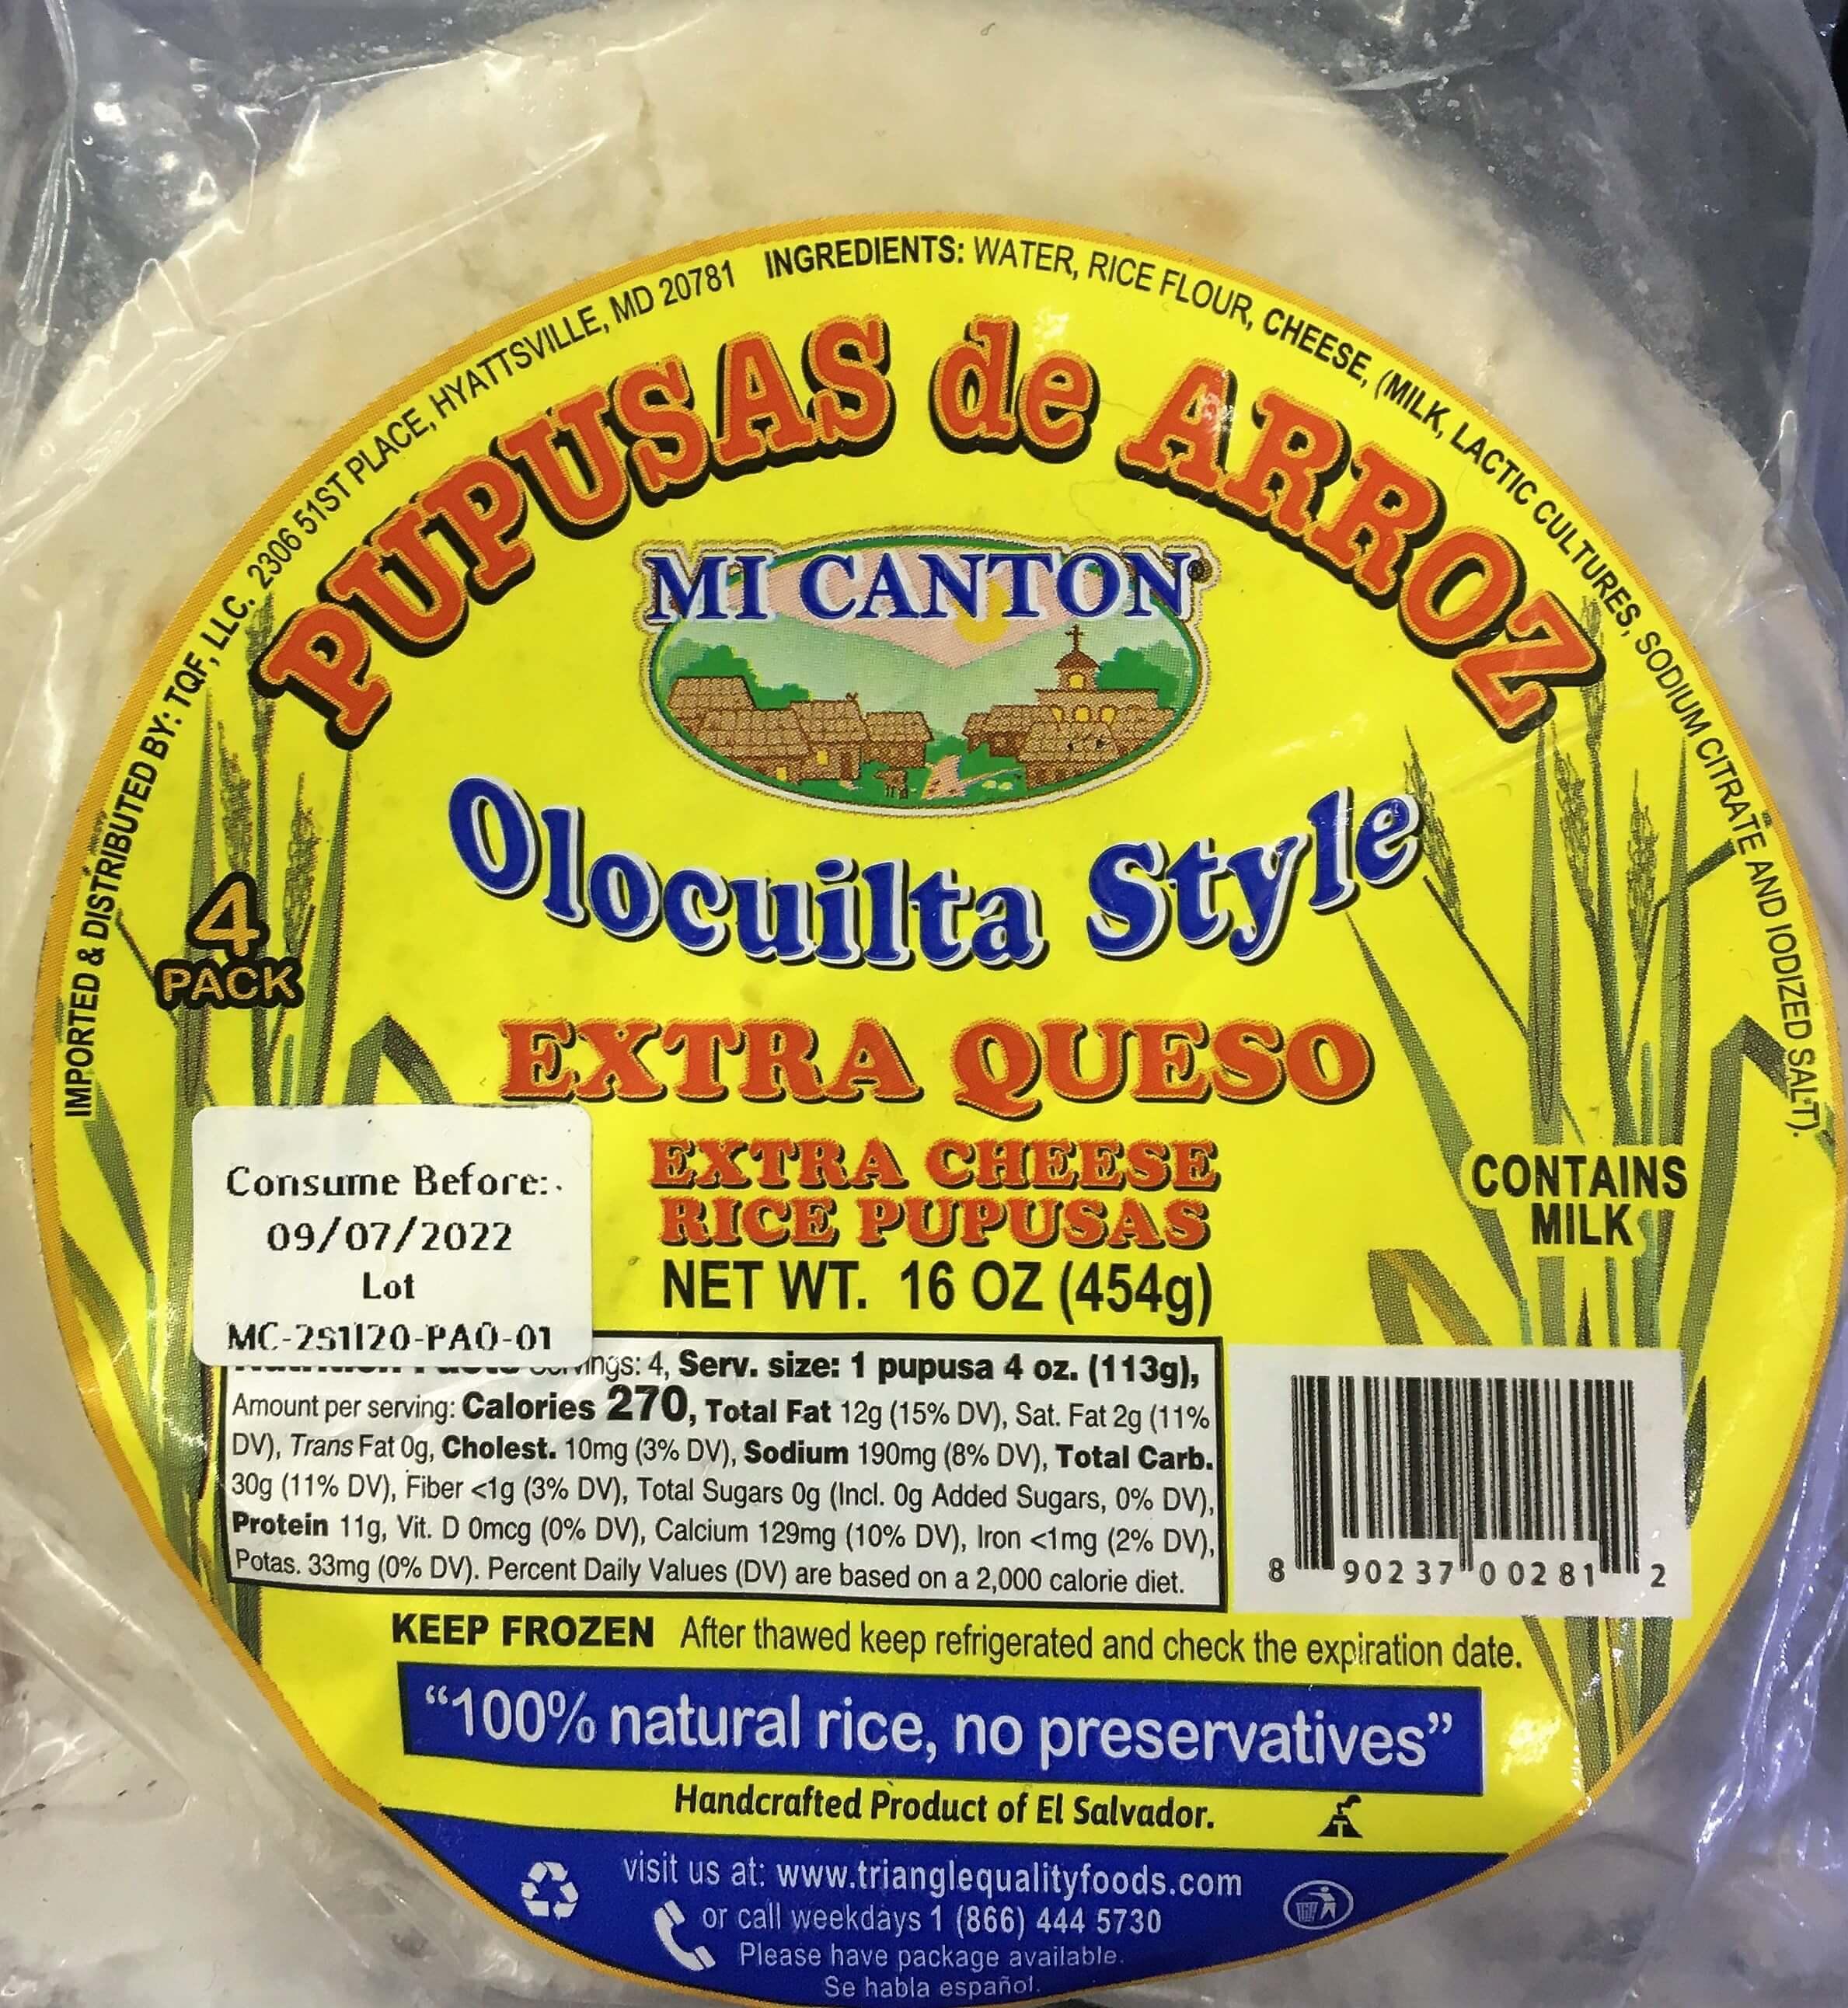 IMPORTED & DISTRIBUTED BY: TQF, LLC. 2306 51ST PLACE, HYATTSVILLE, MD 20781
INGREDIENTS: WATER, RICE FLOUR, CHEESE, (MILK, LACTIC CULTURES, SODIUM CITRATE AND IODIZED SALT).
PUPUSAS de ARROZ
MI CANTON®
Olocuilta Style
4
PACK
EXTRA QUESO
EXTRA CHEESE
RICE PUPUSAS
NET WT. 16 OZ (454g)
CONTAINS
MILK
Consume Before:
09/07/2022
Lot
MC-251120-PAO-01
Serv. size: 1 pupusa 4 oz. (113g),
Amount per serving: Calories 270, Total Fat 12g (15% DV), Sat. Fat 2g (11%
DV), Trans Fat 0g, Cholest. 10mg (3% DV), Sodium 190mg (8% DV), Total Carb.
30g (11% DV), Fiber <1g (3% DV), Total Sugars 0g (Incl. 0g Added Sugars, 0% DV),
Protein 11g, Vit. D 0mcg (0% DV), Calcium 129mg (10% DV), Iron <1mg (2% DV),
Potas. 33mg (0% DV). Percent Daily Values (DV) are based on a 2,000 calorie diet.
8 90237 00281 2
KEEP FROZEN After thawed keep refrigerated and check the expiration date.
“100% natural rice, no preservatives”
Handcrafted Product of El Salvador.
visit us at: www.trianglequalityfoods.com
or call weekdays 1 (866) 444 5730
Please have package available.
Se habla español.